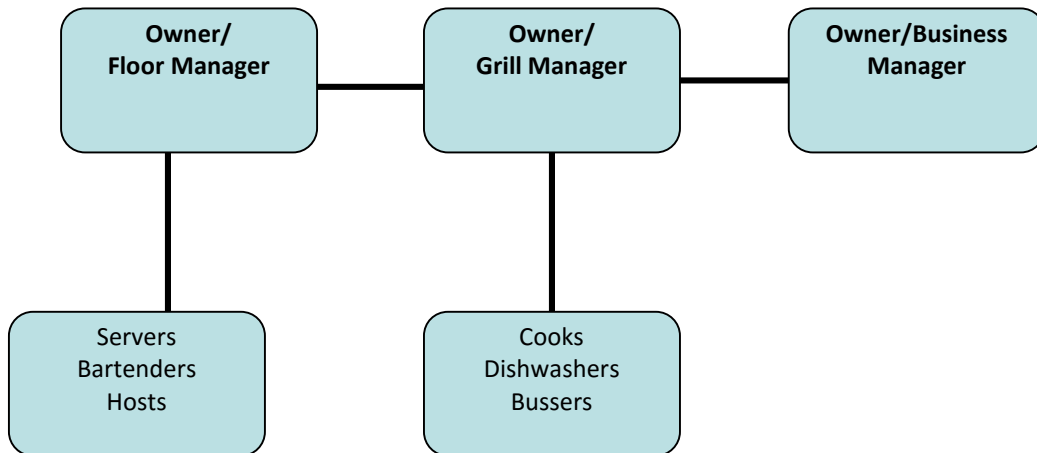 Owner/
Floor Manager
Owner/
Grill Manager
Owner/Business
Manager
Servers
Bartenders
Hosts
Cooks
Dishwashers
Bussers